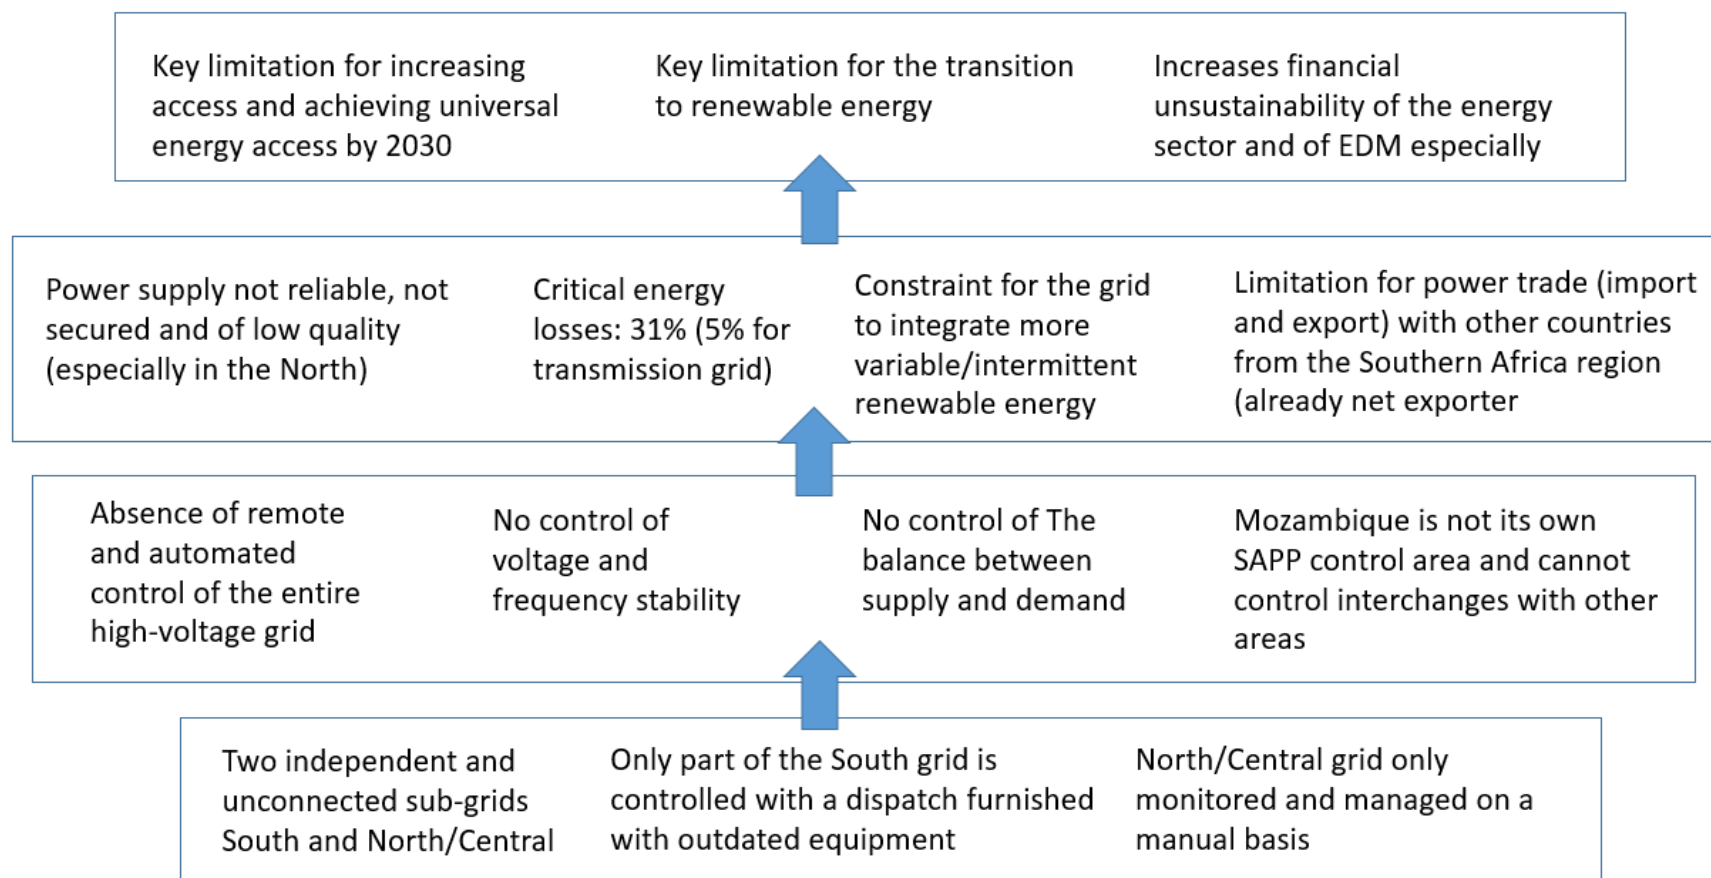 Key limitation for increasing
access and achieving universal
energy access by 2030
Key limitation for the transition
to renewable energy
Increases financial
unsustainability of the energy
sector and of EDM especially
Power supply not reliable, not
secured and of low quality
(especially in the North)
Critical energy
losses: 31% (5% for
transmission grid)
Constraint for the grid
to integrate more
variable/intermittent
renewable energy
Limitation for power trade (import
and export) with other countries
from the Southern Africa region
(already net exporter
Absence of remote
and automated
control of the entire
high-voltage grid
No control of
voltage and
frequency stability
No control of The
balance between
supply and demand
Mozambique is not its own
SAPP control area and cannot
control interchanges with other
areas
Two independent and
unconnected sub-grids
South and North/Central
Only part of the South grid is
controlled with a dispatch furnished
with outdated equipment
North/Central grid only
monitored and managed on a
manual basis